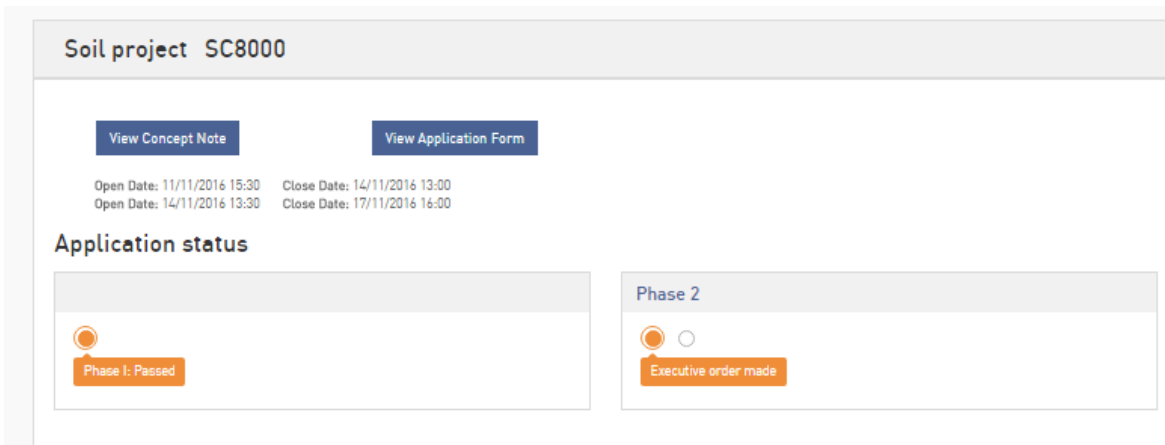 Soil project SC8000
View Concept Note View Application Form
Open Date: 11/11/2016 15:30 Close Date: 14/11/2016 13:00
Open Date: 14/11/2016 13:30 Close Date: 17/11/2016 16:00
Application status
Phase 2
Phase I: Passed
Executive order made